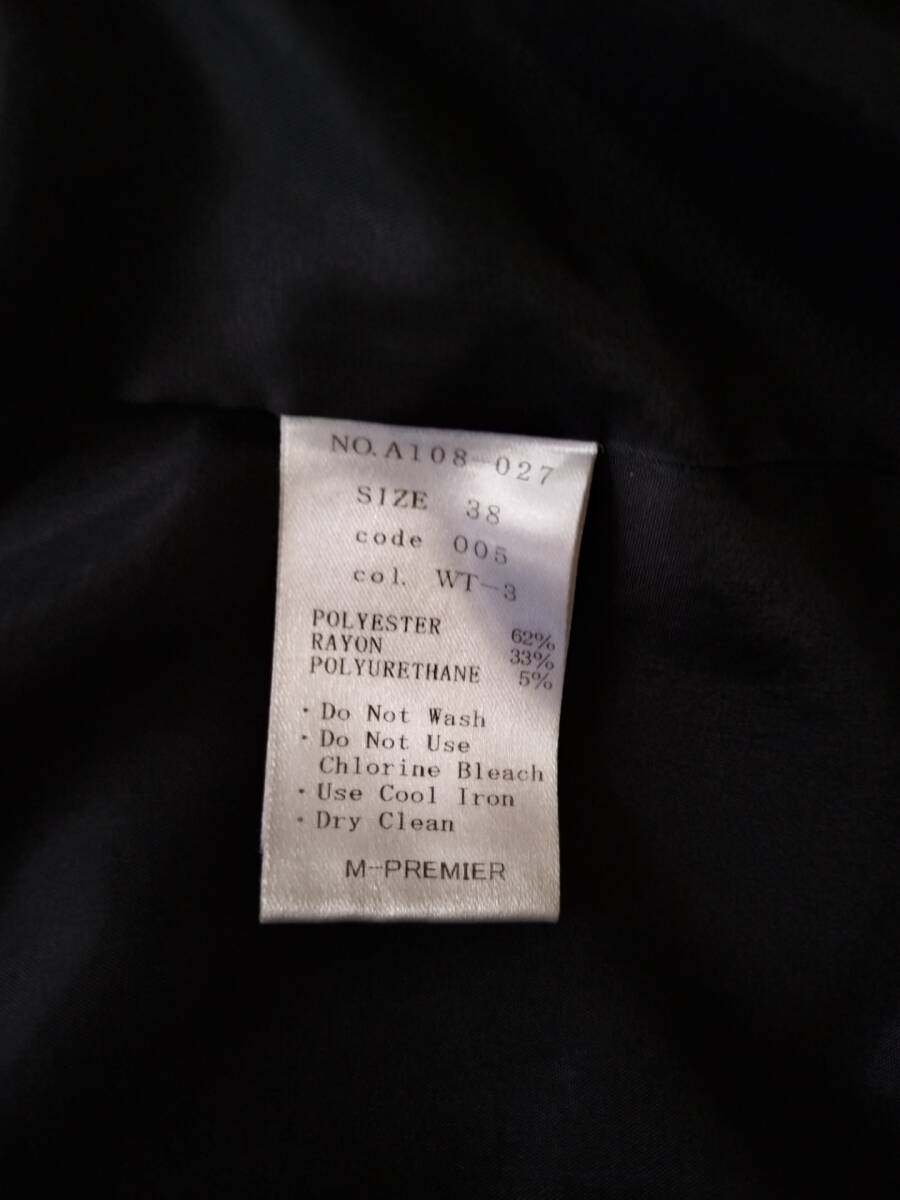 NO.A108-027
SIZE 38
code 005
col. WT-3
POLYESTER 62%
RAYON 33%
POLYURETHANE 5%
・Do Not Wash
・Do Not Use
Chlorine Bleach
・Use Cool Iron
・Dry Clean
M-PREMIER